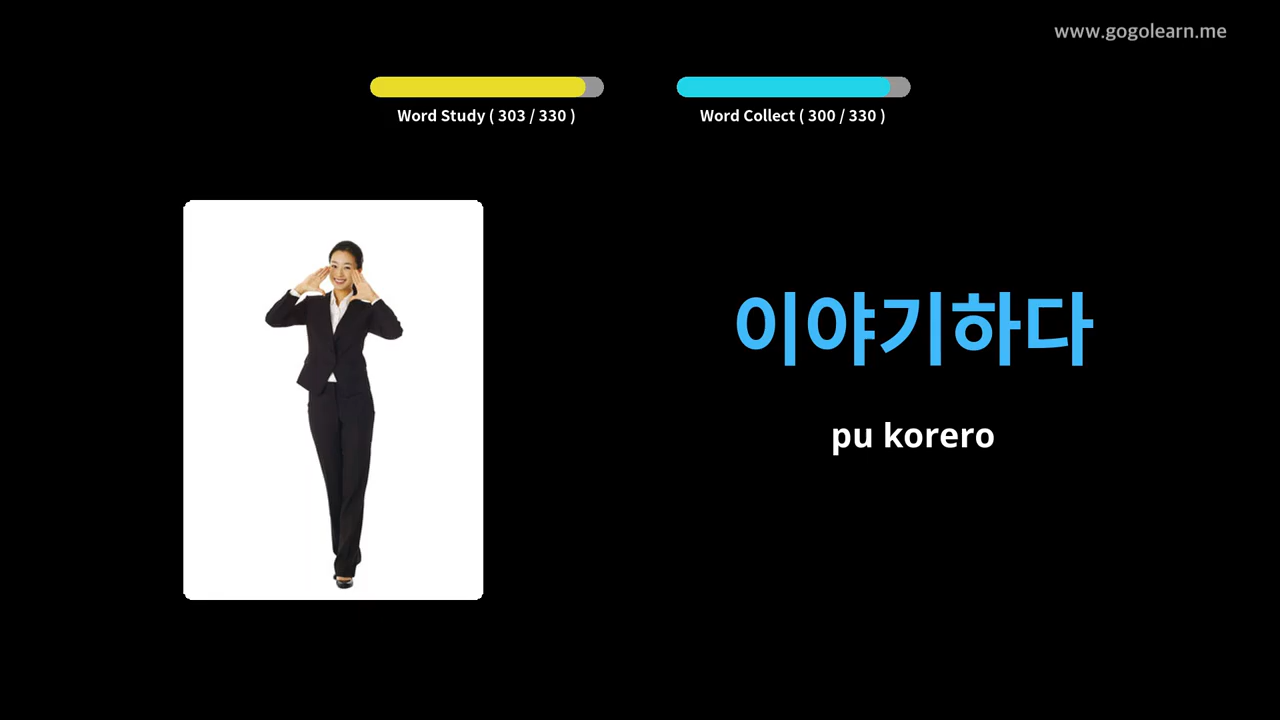 www.gogolearn.me
Word Study ( 303 / 330 )
Word Collect ( 300 / 330 )
이야기하다
pu korero